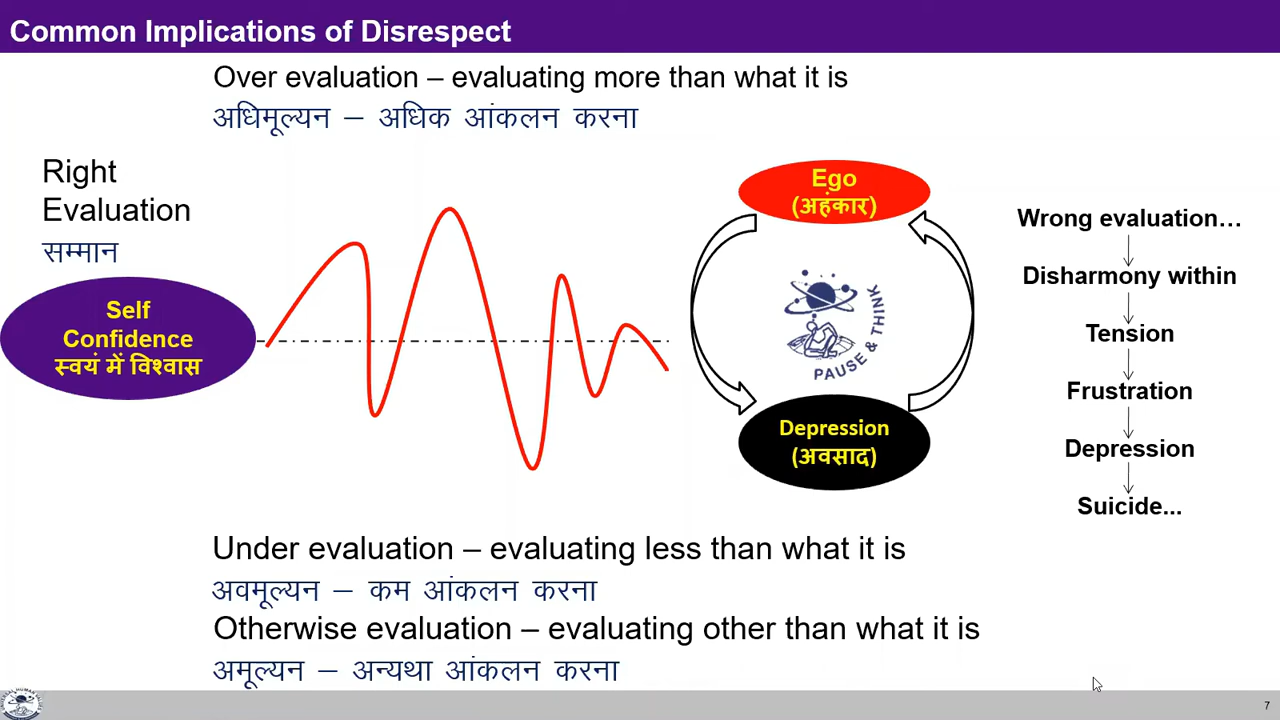 Common Implications of Disrespect
Over evaluation – evaluating more than what it is
अधिमूल्यन – अधिक आंकलन करना
Right
Evaluation
सम्मान
Self
Confidence
स्वयं में विश्वास
Ego
(अहंकार)
PAUSE & THINK
Depression
(अवसाद)
Wrong evaluation…
Disharmony within
Tension
Frustration
Depression
Suicide...
Under evaluation – evaluating less than what it is
अवमूल्यन – कम आंकलन करना
Otherwise evaluation – evaluating other than what it is
अमूल्यन – अन्यथा आंकलन करना
7